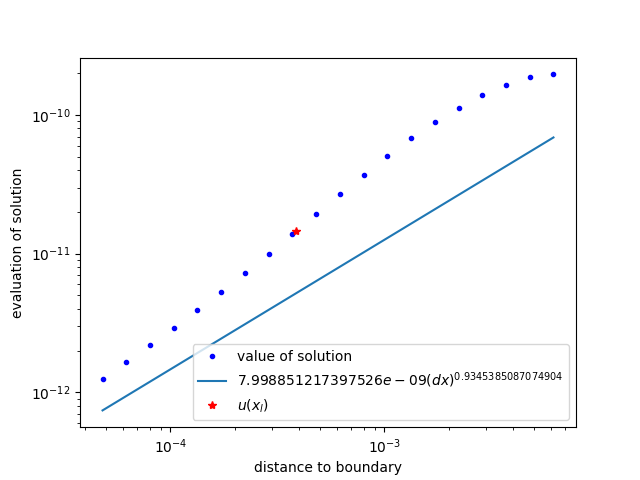 10⁻¹⁰
10⁻¹¹
10⁻¹²
evaluation of solution
value of solution
7.998851217397526e − 09(dx)^0.9345385087074904
u(x_l)
10⁻⁴
10⁻³
distance to boundary